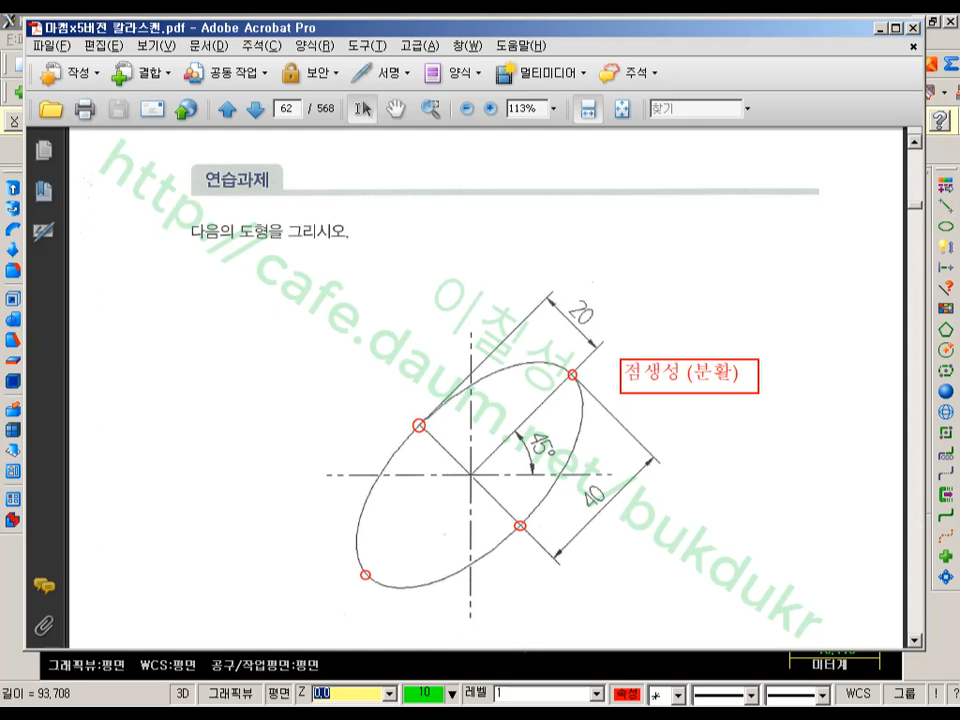 마캠x5버전 칼라스캔.pdf - Adobe Acrobat Pro
파일(F) 편집(E) 보기(V) 문서(D) 주석(C) 양식(R) 도구(T) 고급(A) 창(W) 도움말(H)
작성 결합 공동 작업 보안 서명 양식 멀티미디어 주석
62 / 568 113% 찾기
연습과제
다음의 도형을 그리시오.
http://cafe.daum.net/bukdukr
이칠성
20
점생성 (분할)
45°
40
그래픽뷰:평면 WCS:평면 공구/작업평면:평면
미터계
길이 = 93,708 3D 그래픽뷰 평면 Z 0,0 10 레벨 1 속성 WCS 그룹 ! ?